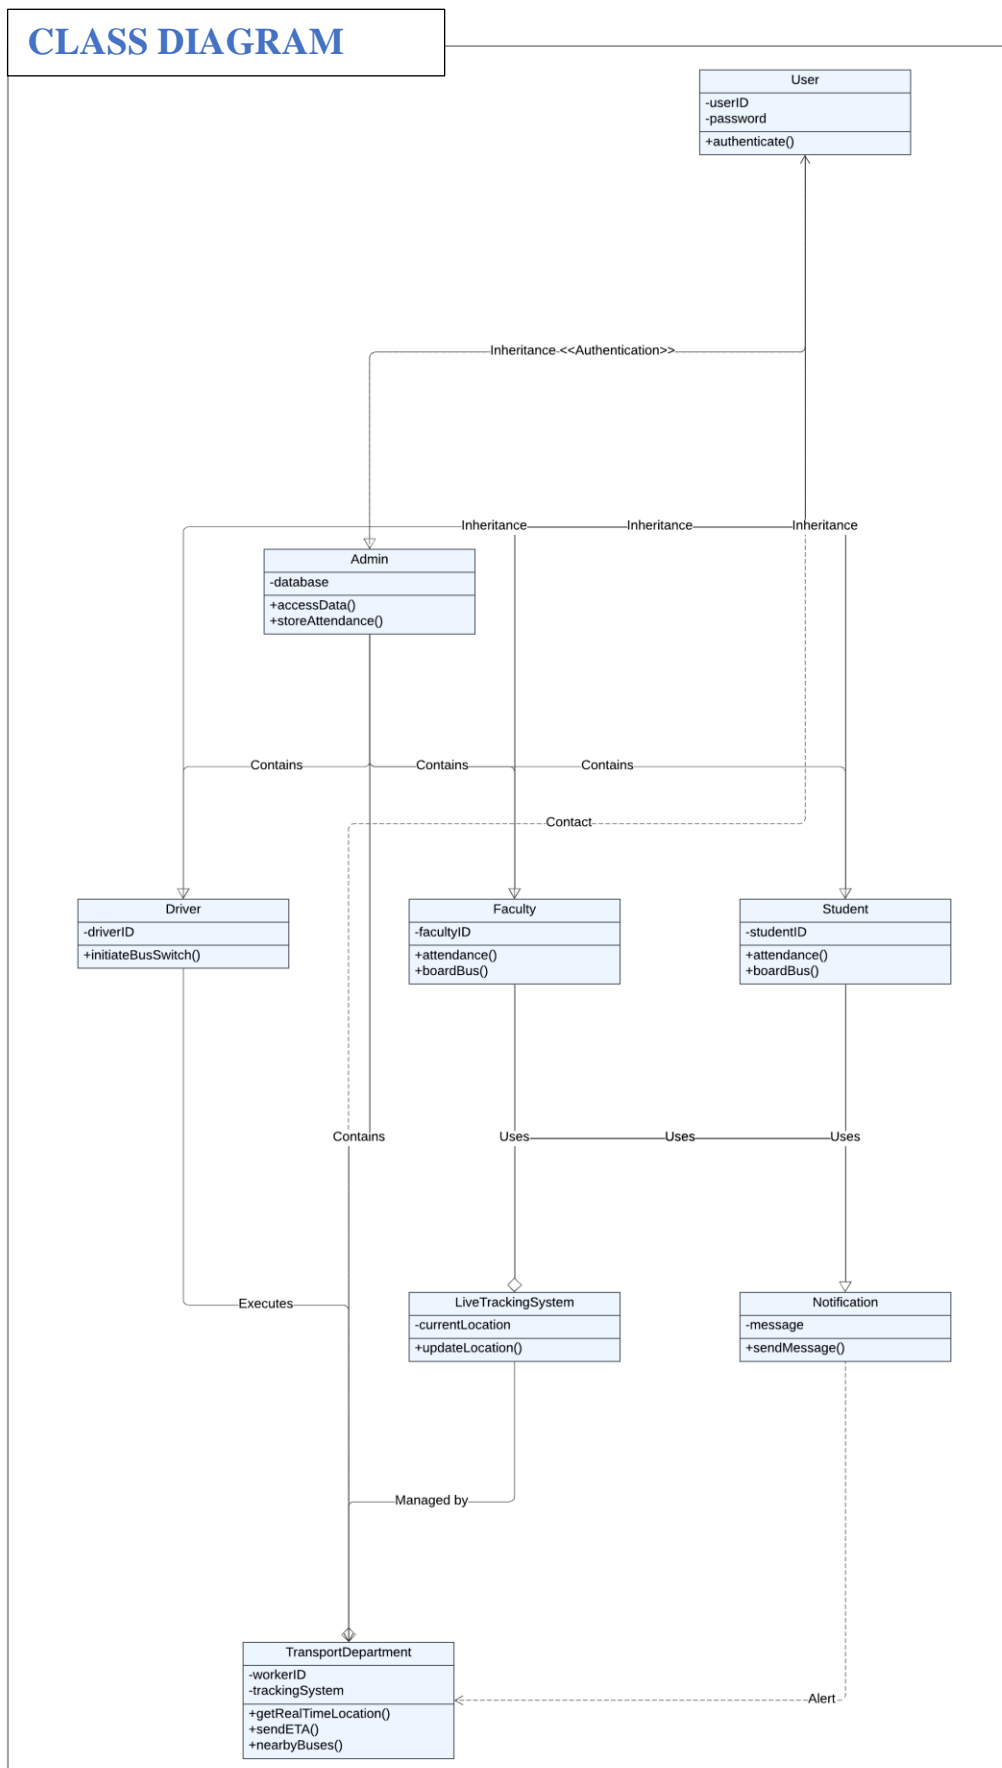 CLASS DIAGRAM
User
-userID
-password
+authenticate()
Inheritance <<Authentication>>
Inheritance
Inheritance
Inheritance
Admin
-database
+accessData()
+storeAttendance()
Contains
Contains
Contains
Contact
Driver
-driverID
+initiateBusSwitch()
Faculty
-facultyID
+attendance()
+boardBus()
Student
-studentID
+attendance()
+boardBus()
Contains
Uses
Uses
Uses
Executes
LiveTrackingSystem
-currentLocation
+updateLocation()
Notification
-message
+sendMessage()
Managed by
TransportDepartment
-workerID
-trackingSystem
+getRealTimeLocation()
+sendETA()
+nearbyBuses()
Alert